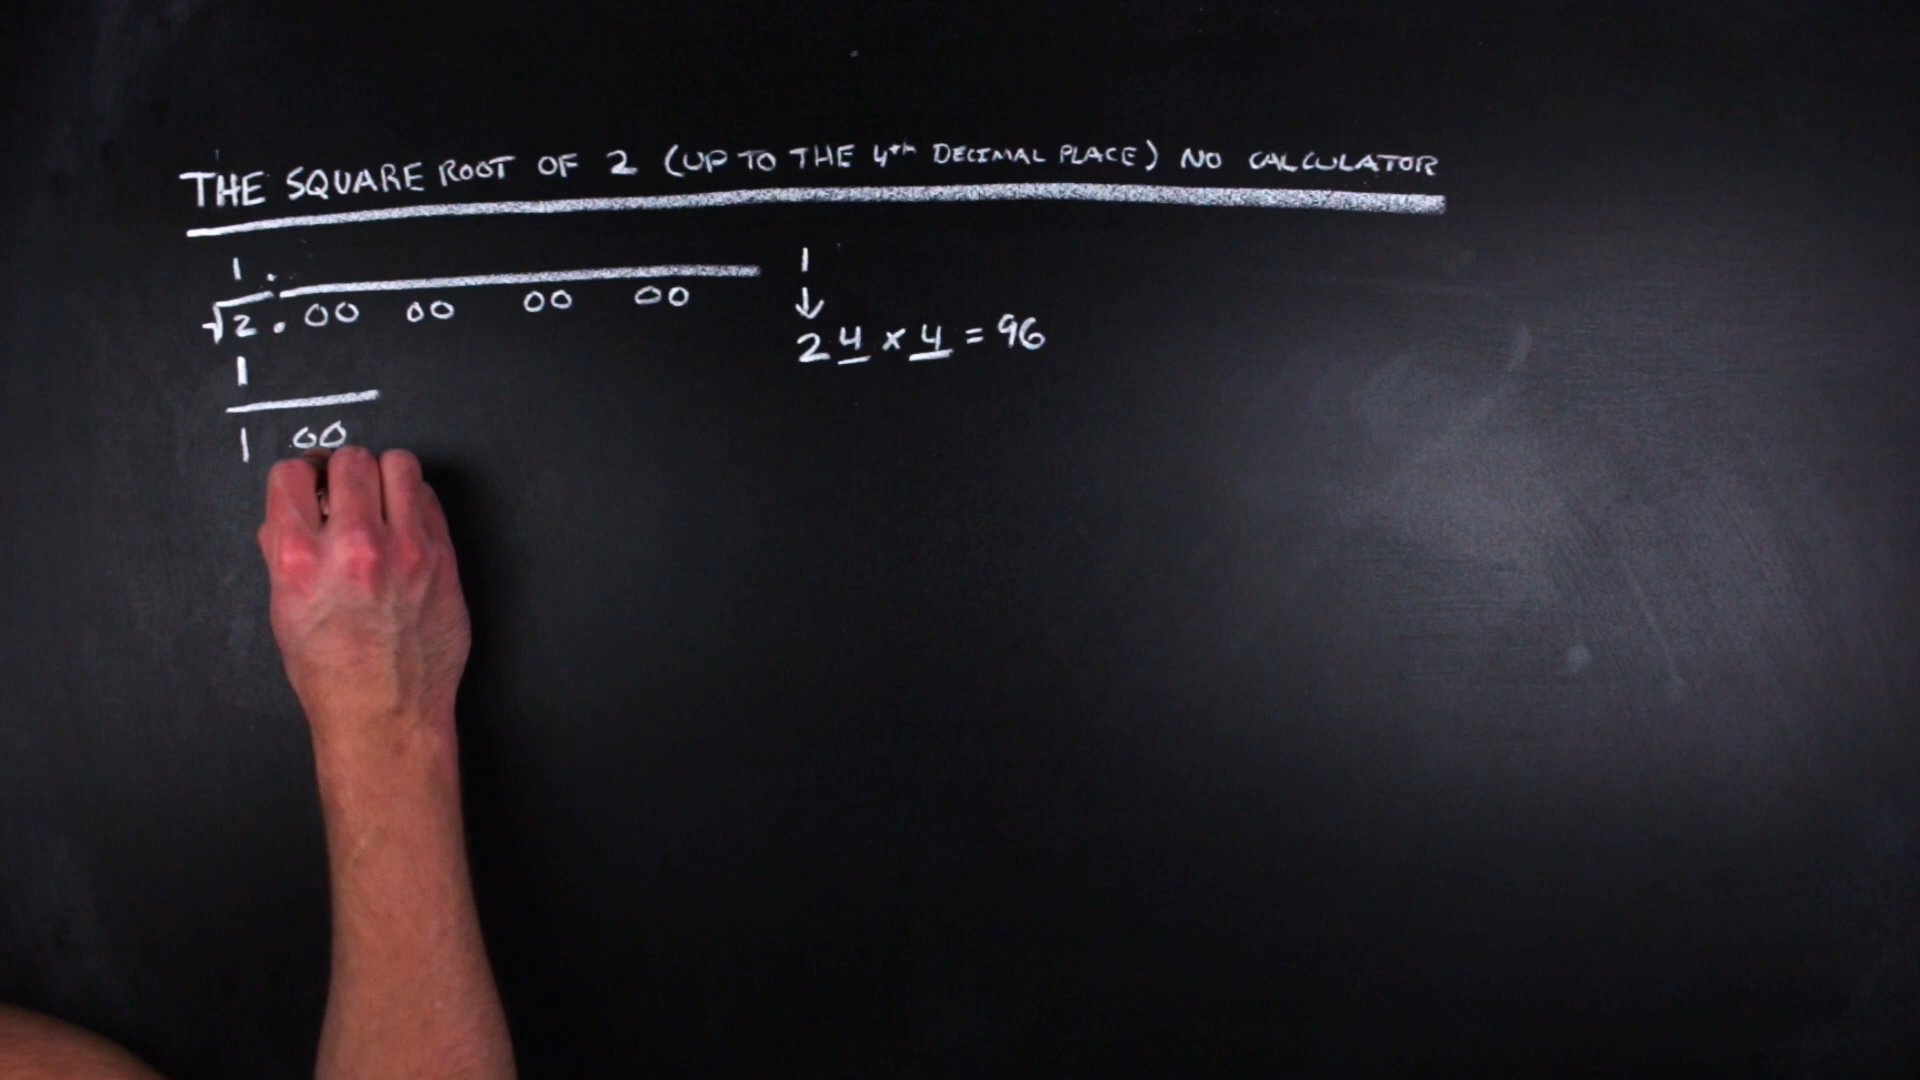 THE SQUARE ROOT OF 2 (UP TO THE 4th DECIMAL PLACE) NO CALCULATOR
1.
√2.00 00 00 00
1
1 00
1
↓
24 × 4 = 96